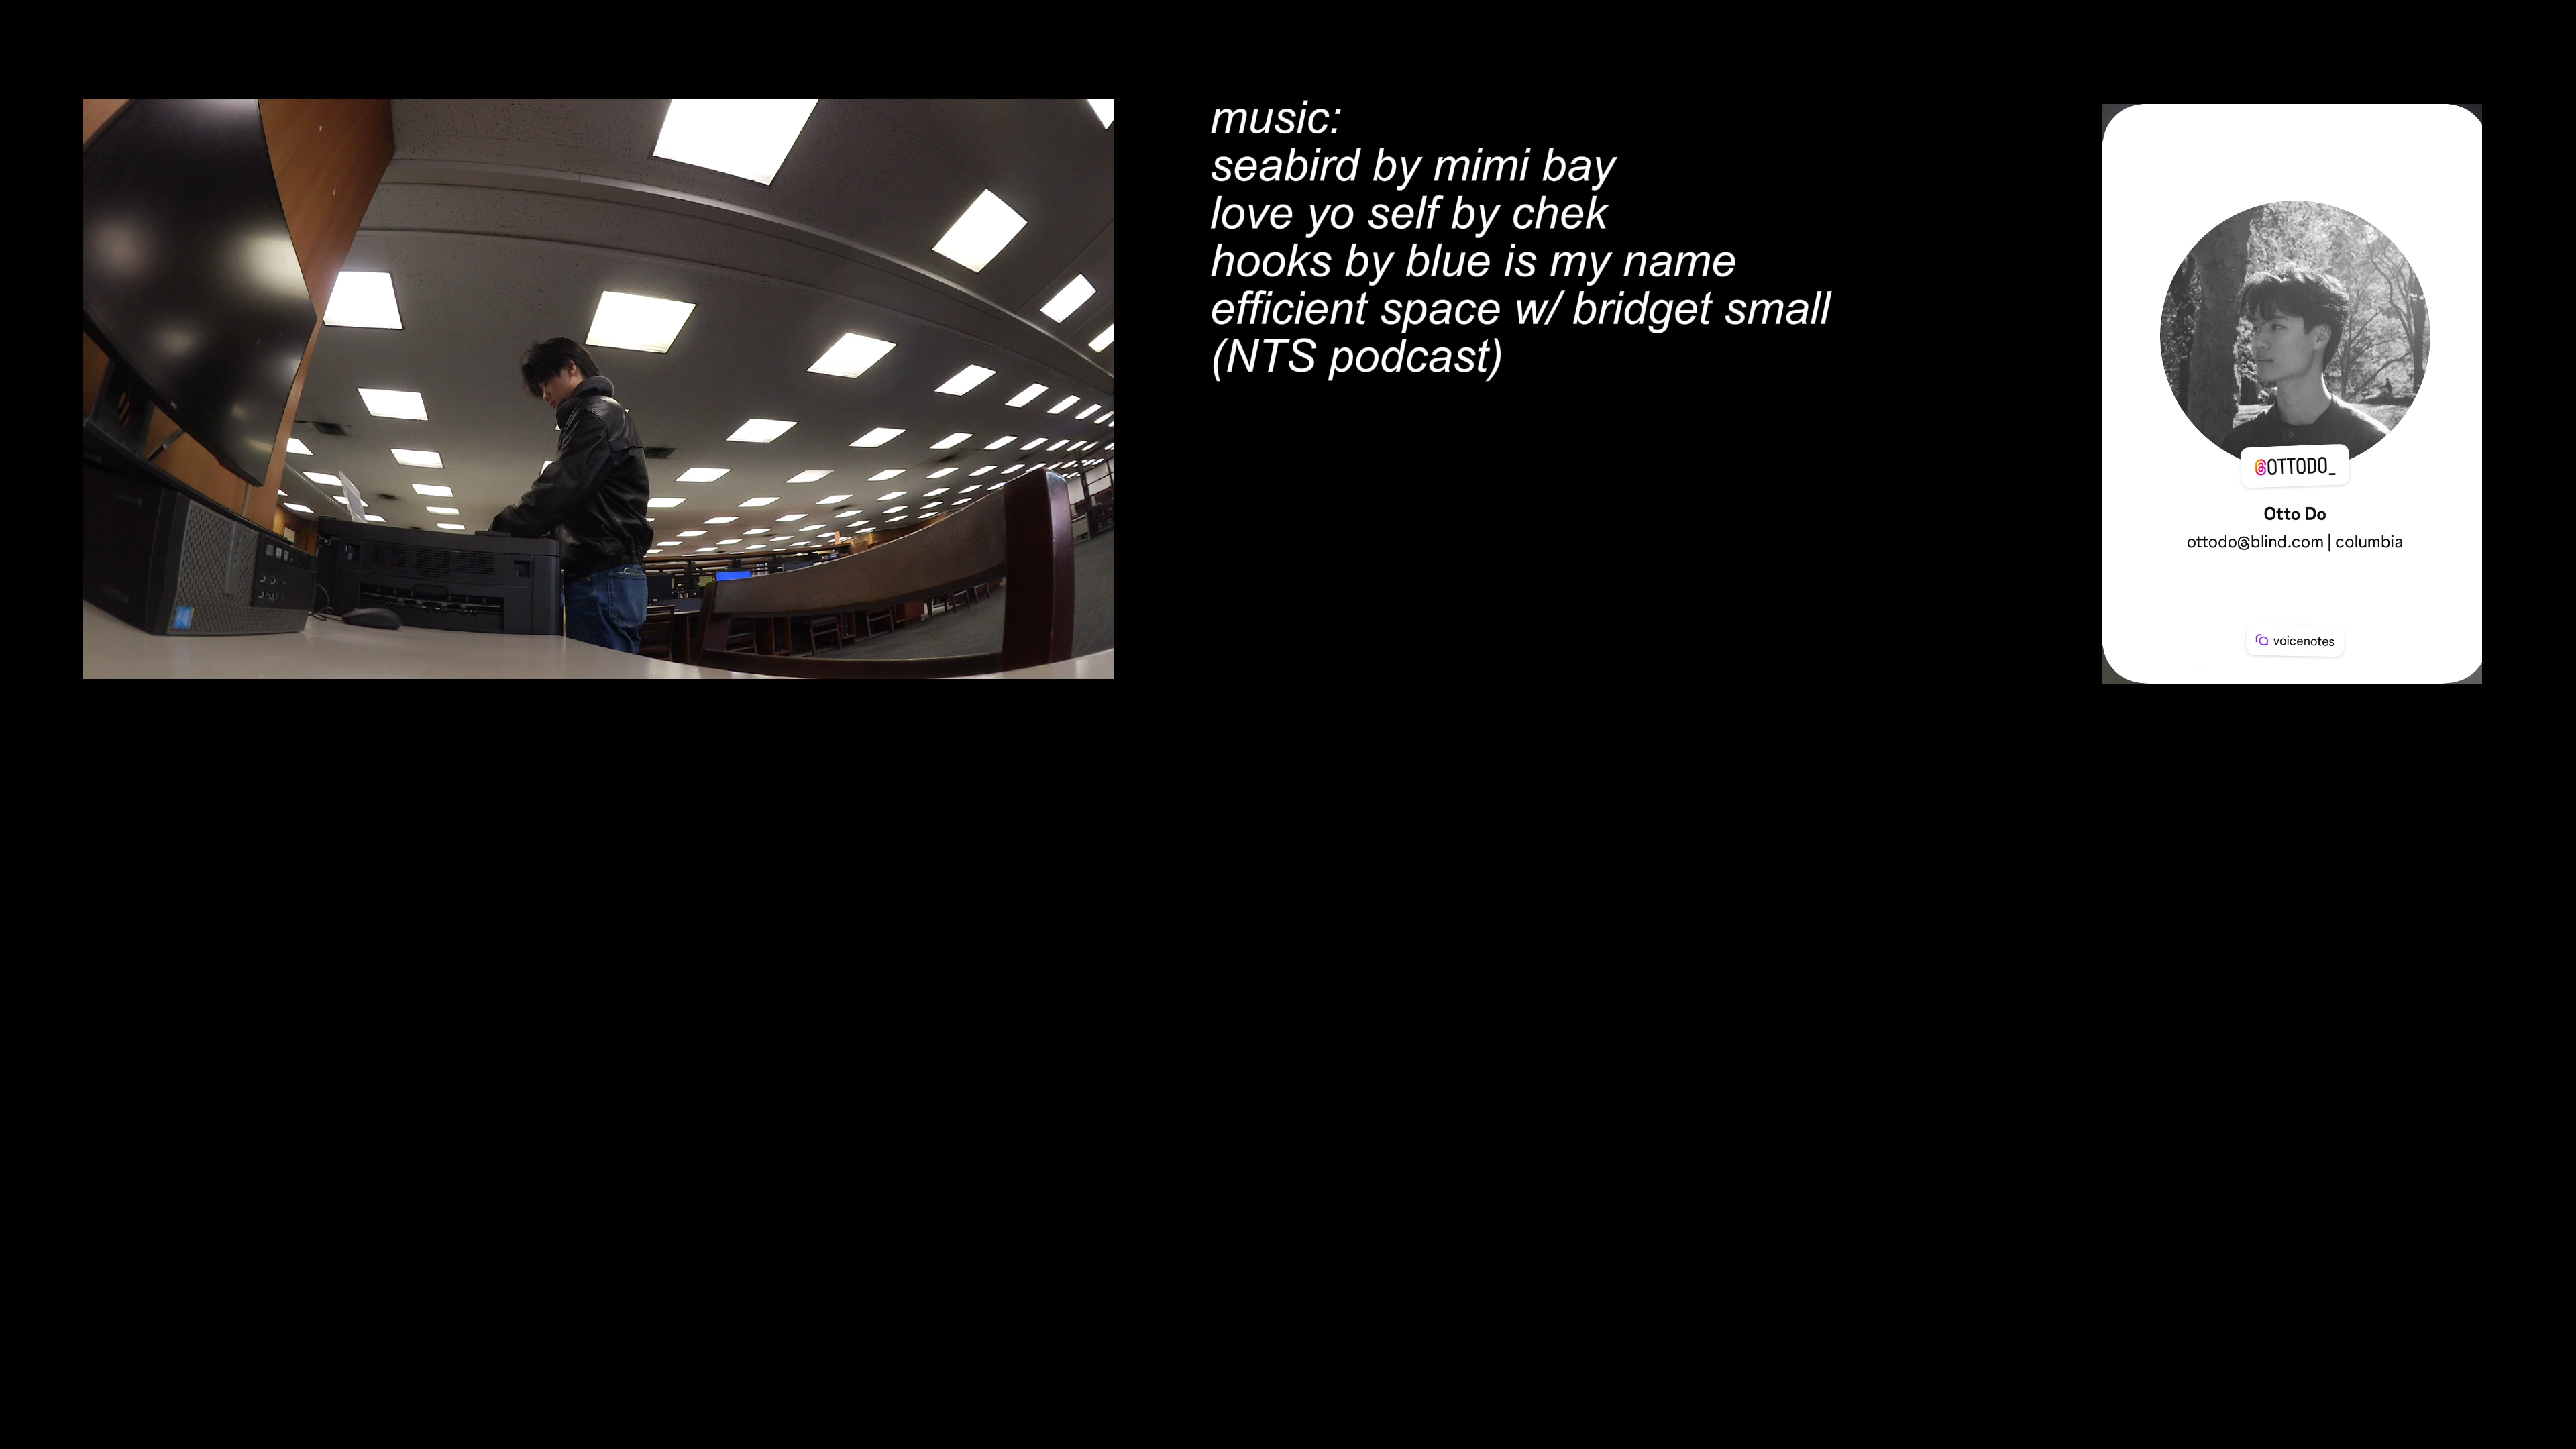 music:
seabird by mimi bay
love yo self by chek
hooks by blue is my name
efficient space w/ bridget small
(NTS podcast)
@OTTODO_
Otto Do
ottodo@blind.com | columbia
voicenotes